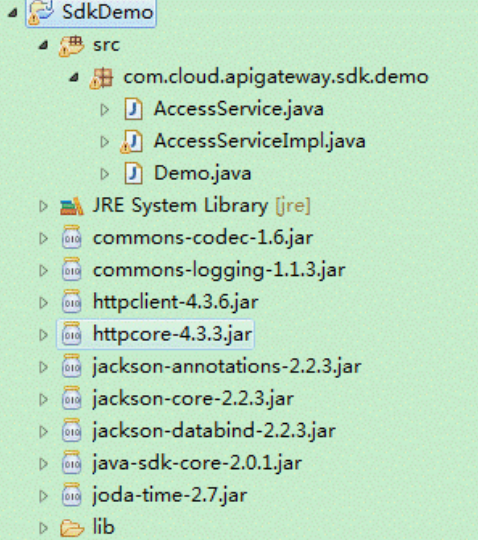 SdkDemo
src
com.cloud.apigateway.sdk.demo
AccessService.java
AccessServiceImpl.java
Demo.java
JRE System Library [jre]
commons-codec-1.6.jar
commons-logging-1.1.3.jar
httpclient-4.3.6.jar
httpcore-4.3.3.jar
jackson-annotations-2.2.3.jar
jackson-core-2.2.3.jar
jackson-databind-2.2.3.jar
java-sdk-core-2.0.1.jar
joda-time-2.7.jar
lib